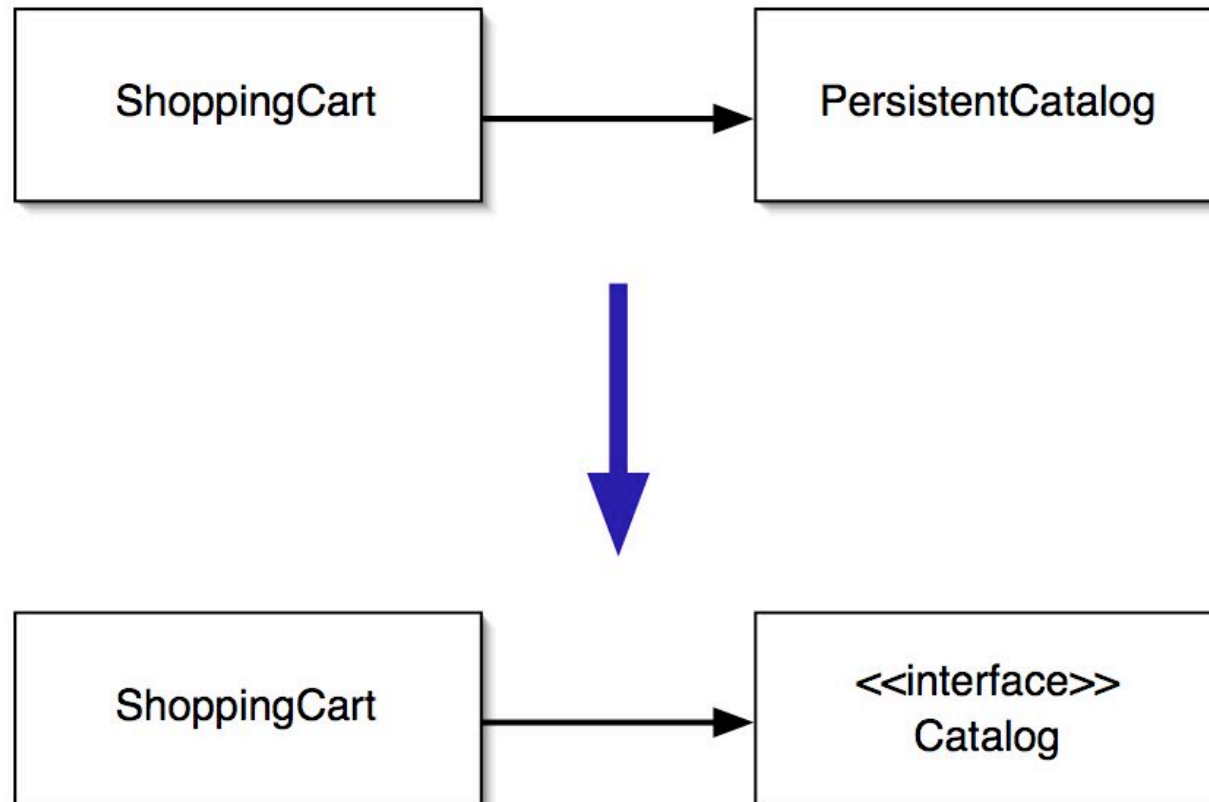 ShoppingCart
PersistentCatalog
ShoppingCart
<<interface>>
Catalog